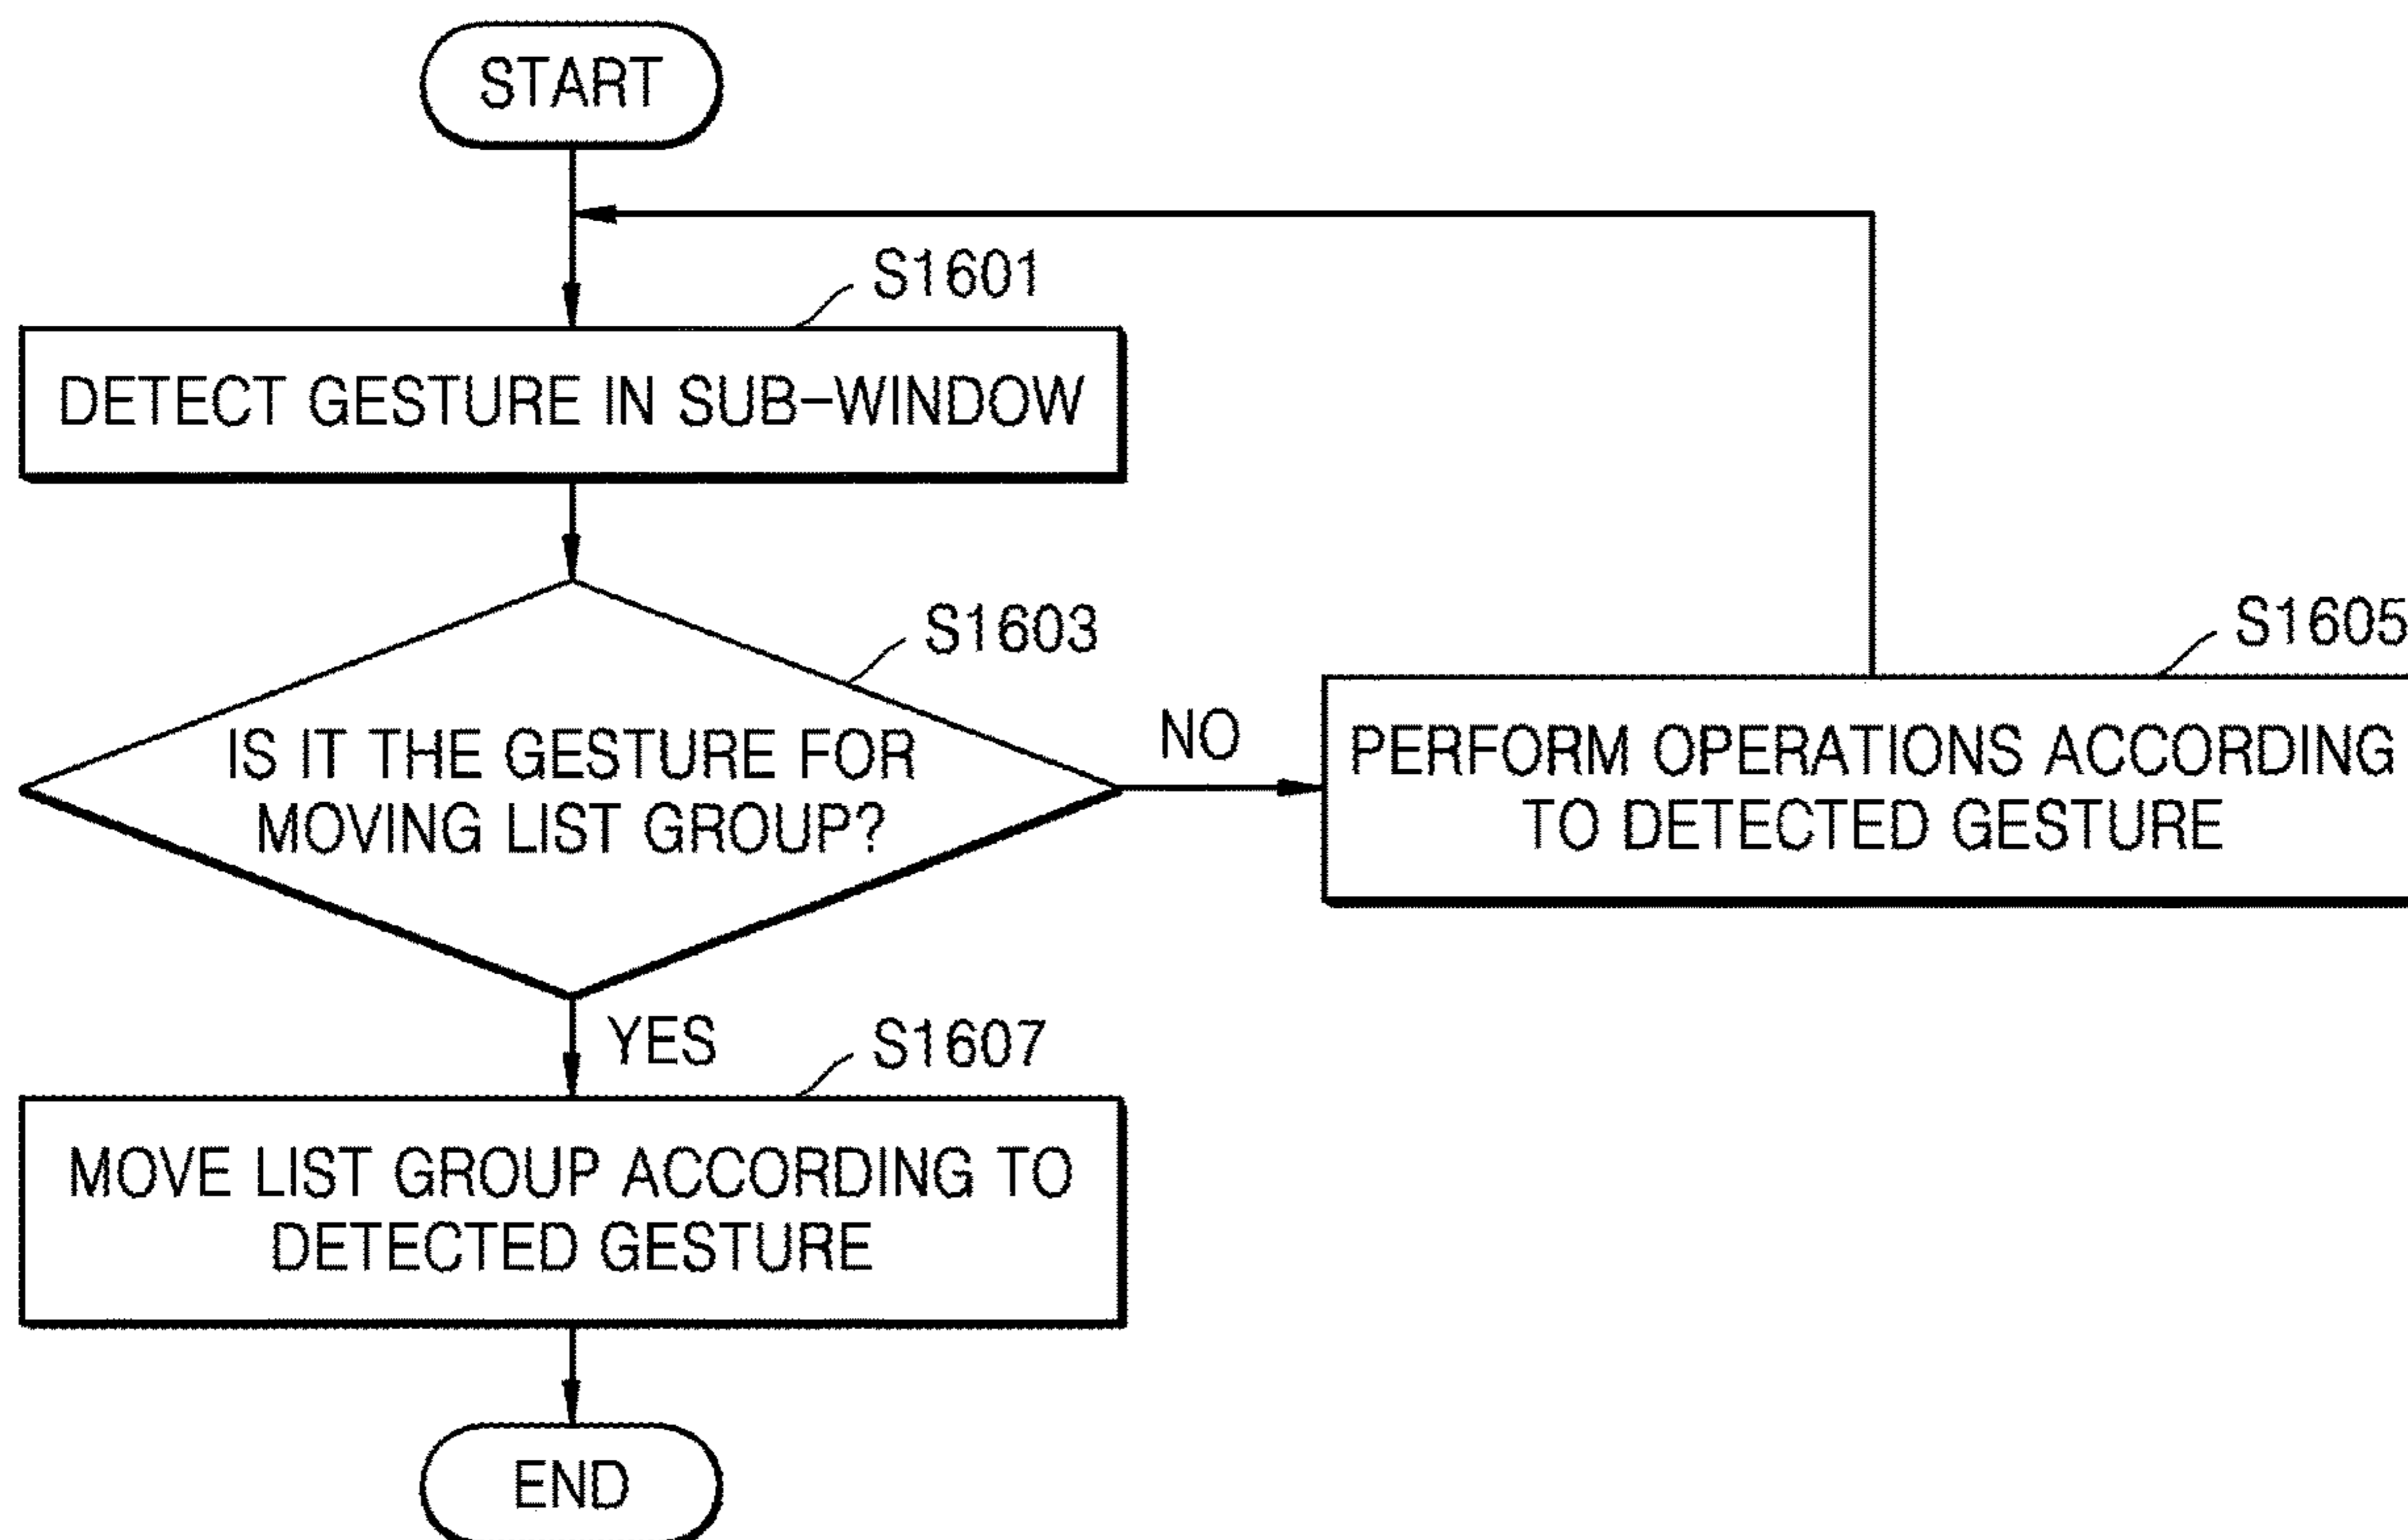 START
S1601
DETECT GESTURE IN SUB-WINDOW
S1603
IS IT THE GESTURE FOR
MOVING LIST GROUP?
NO
S1605
PERFORM OPERATIONS ACCORDING
TO DETECTED GESTURE
YES
S1607
MOVE LIST GROUP ACCORDING TO
DETECTED GESTURE
END